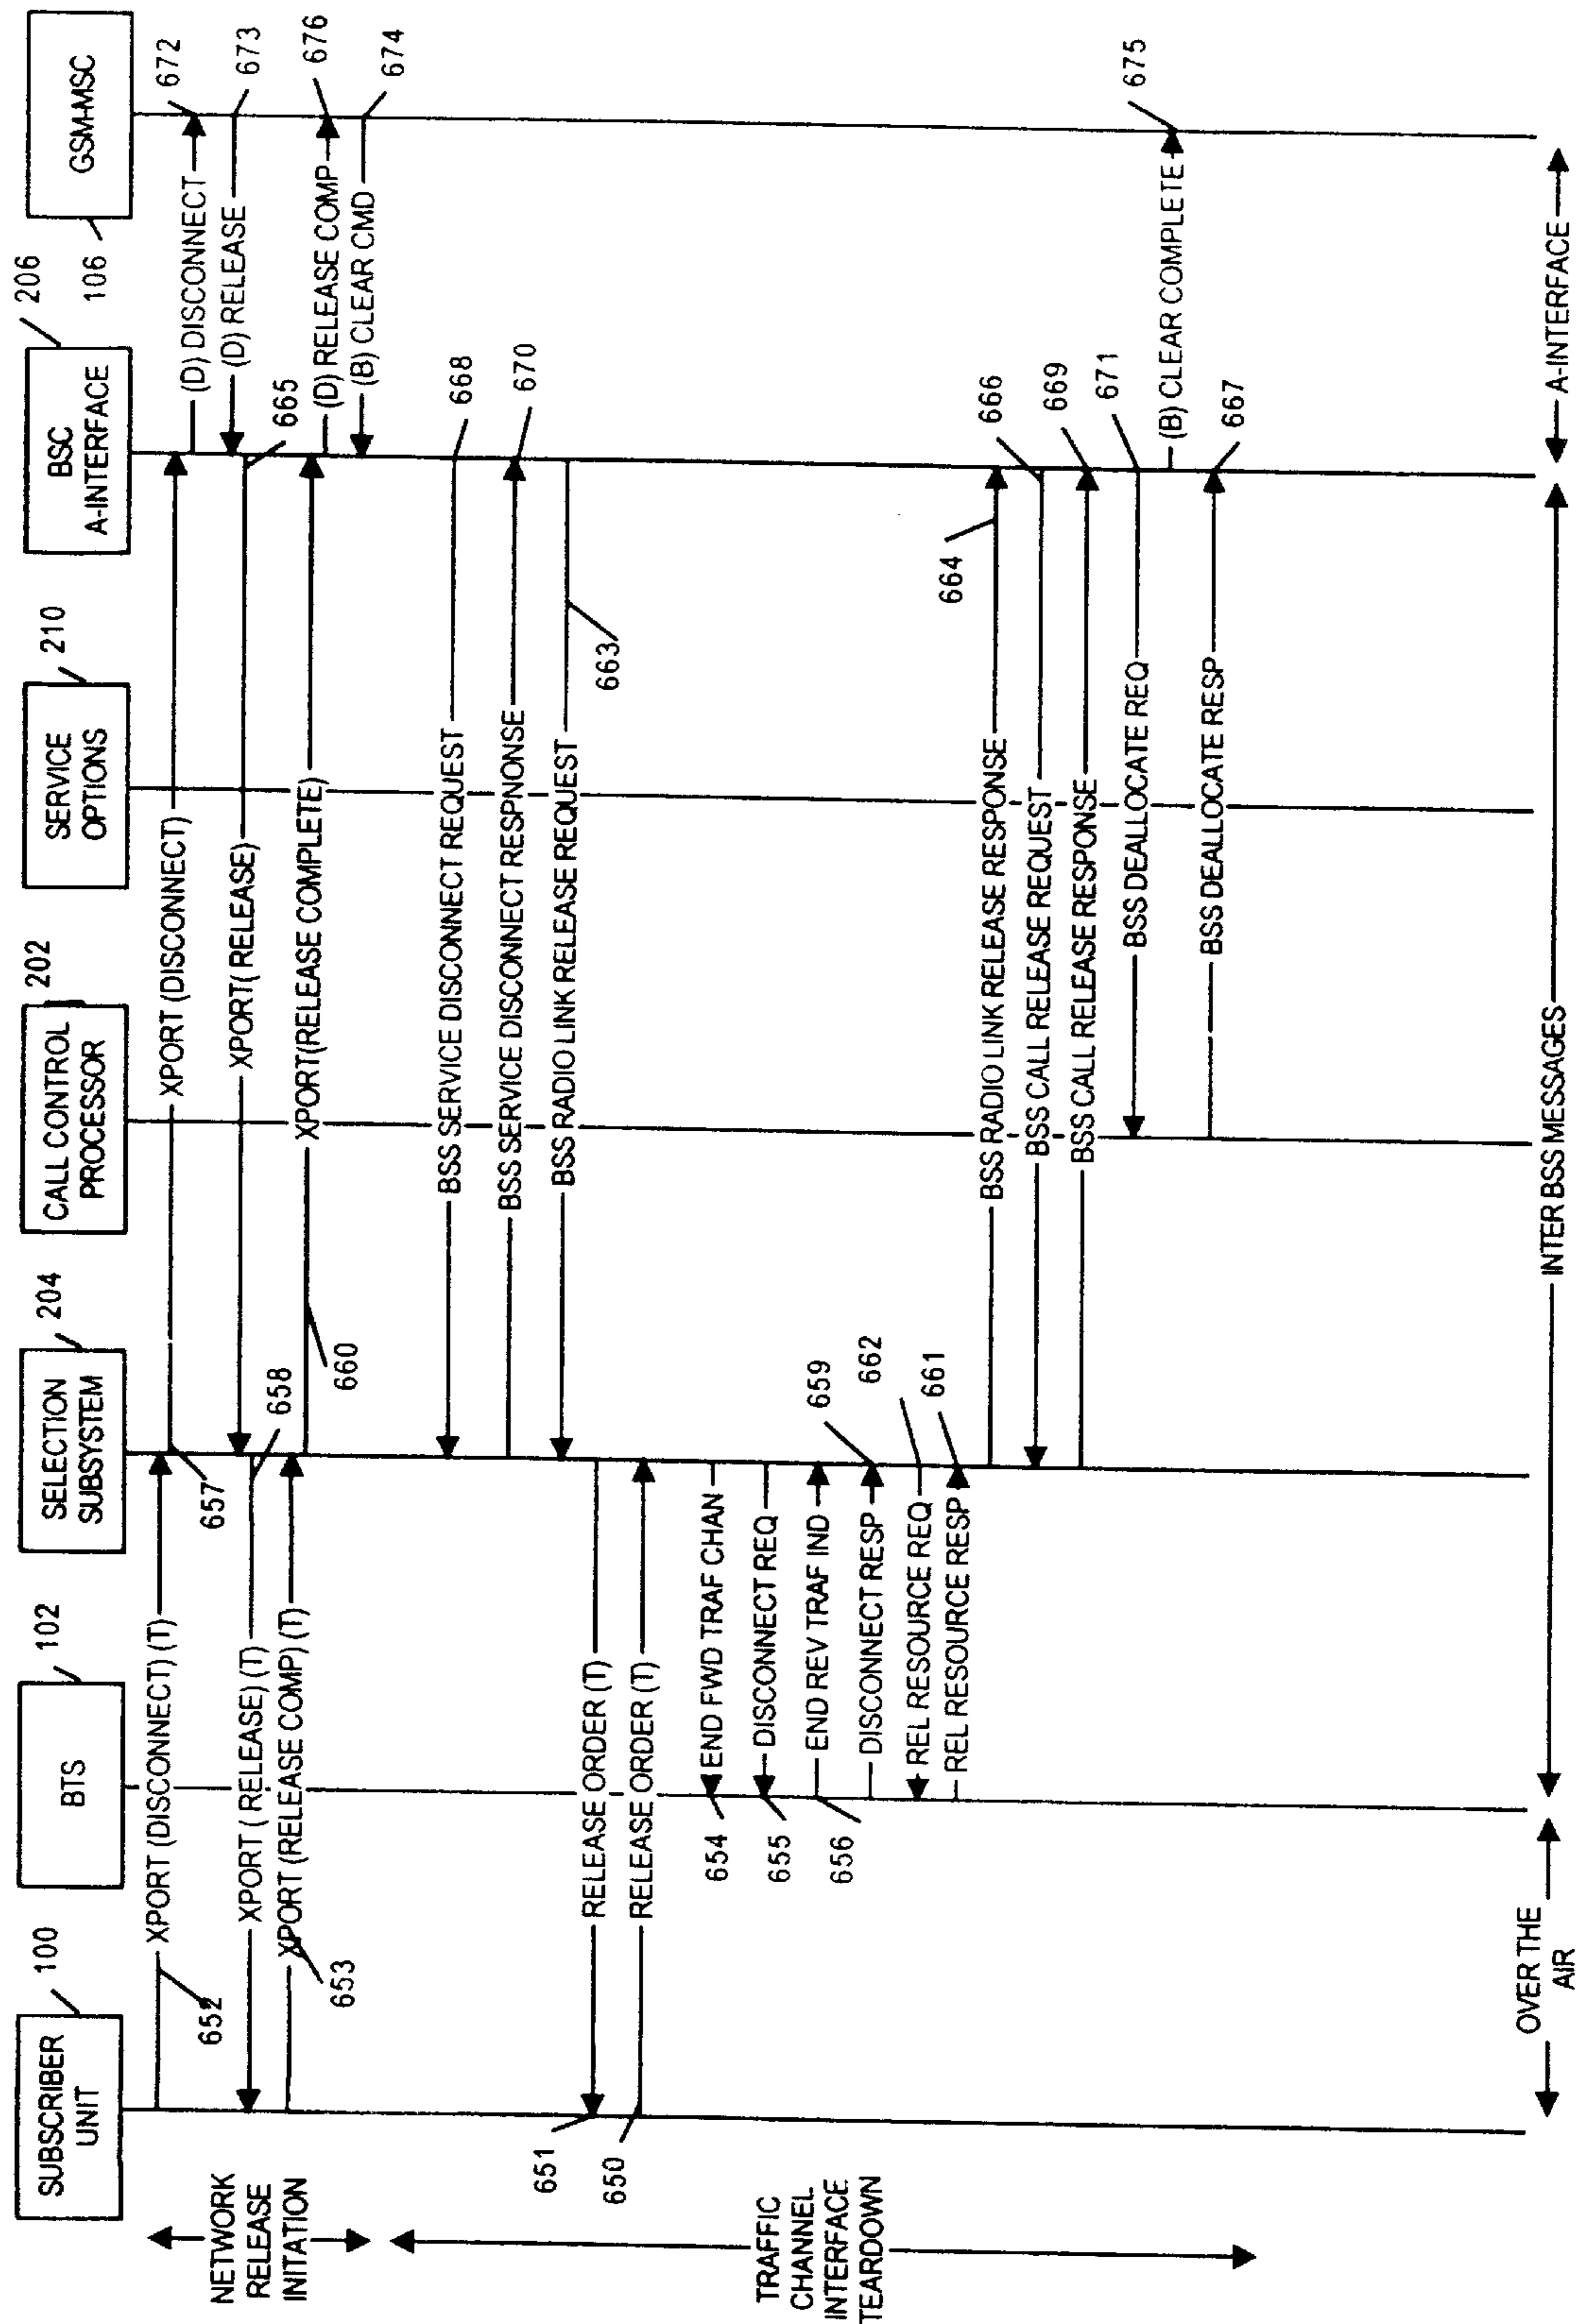 SUBSCRIBER
UNIT
100
BTS
102
SELECTION
SUBSYSTEM
204
CALL CONTROL
PROCESSOR
202
SERVICE
OPTIONS
210
BSC
A-INTERFACE
206
GSM-MSC
106
NETWORK
RELEASE
INITATION
XPORT (DISCONNECT) (T)
652
657
XPORT (DISCONNECT)
(D) DISCONNECT
672
(D) RELEASE
673
665
XPORT( RELEASE)
XPORT ( RELEASE) (T)
658
XPORT (RELEASE COMP) (T)
653
660
XPORT(RELEASE COMPLETE)
(D) RELEASE COMP
676
(B) CLEAR CMD
674
TRAFFIC
CHANNEL
INTERFACE
TEARDOWN
BSS SERVICE DISCONNECT REQUEST
668
BSS SERVICE DISCONNECT RESPNONSE
670
BSS RADIO LINK RELEASE REQUEST
663
651
RELEASE ORDER (T)
650
RELEASE ORDER (T)
654
END FWD TRAF CHAN
655
DISCONNECT REQ
656
END REV TRAF IND
DISCONNECT RESP
659
REL RESOURCE REQ
662
REL RESOURCE RESP
661
BSS RADIO LINK RELEASE RESPONSE
664
BSS CALL RELEASE REQUEST
666
BSS CALL RELEASE RESPONSE
669
BSS DEALLOCATE REQ
671
(B) CLEAR COMPLETE
675
BSS DEALLOCATE RESP
667
OVER THE
AIR
INTER BSS MESSAGES
A-INTERFACE